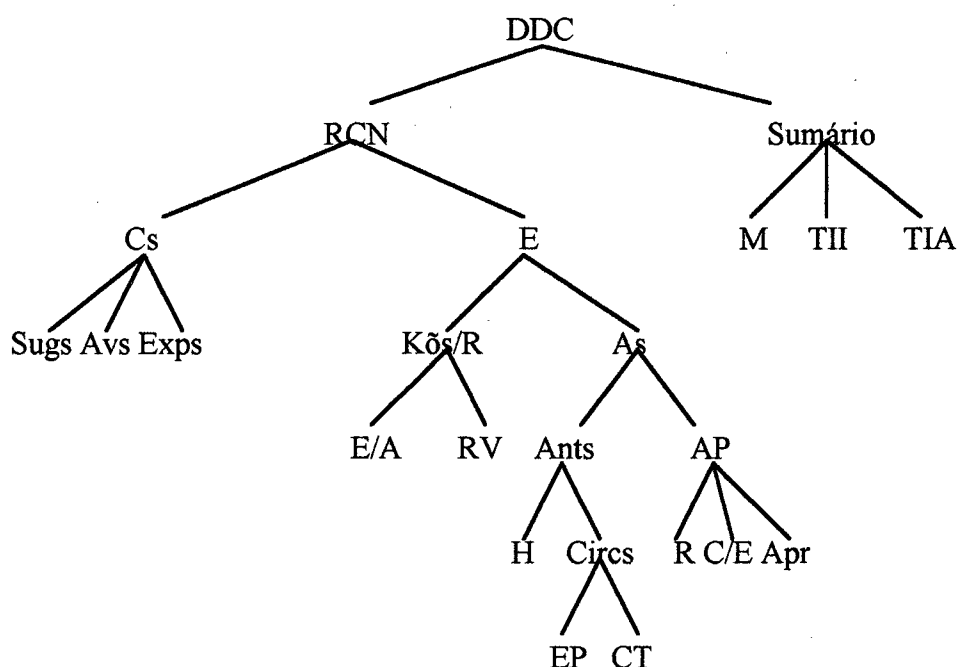 DDC
RCN Sumário
Cs E M TII TIA
Sugs Avs Exps Kõs/R As
E/A RV Ants AP
H Circs R C/E Apr
EP CT